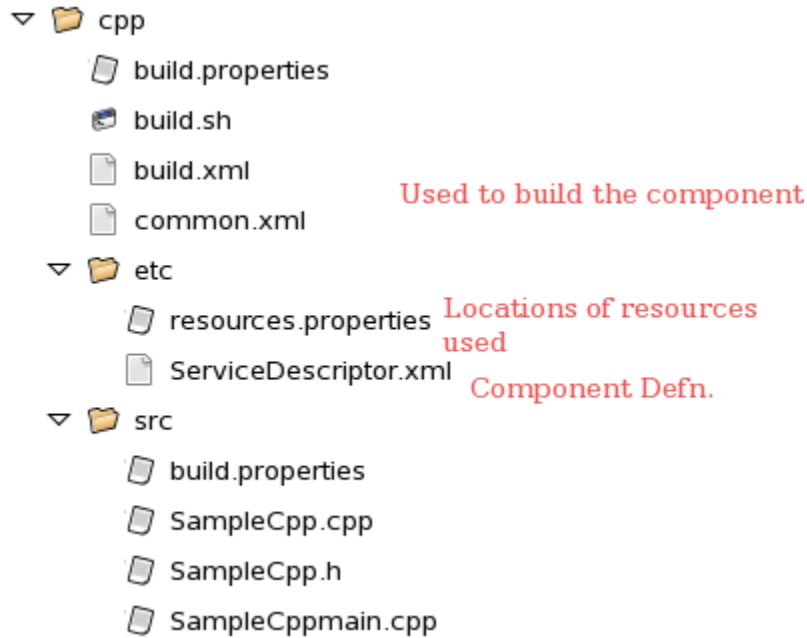 cpp
build.properties
build.sh
build.xml
Used to build the component
common.xml
etc
resources.properties
Locations of resources
used
ServiceDescriptor.xml
Component Defn.
src
build.properties
SampleCpp.cpp
SampleCpp.h
SampleCppmain.cpp